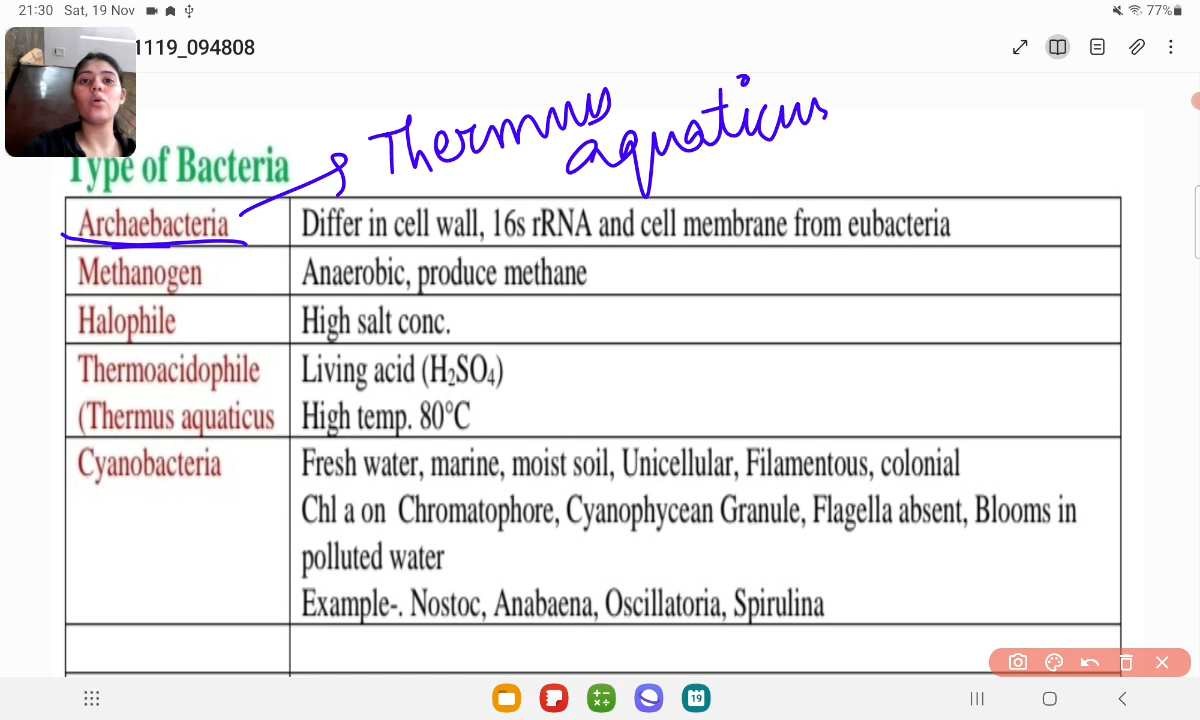 21:30 Sat, 19 Nov
77%
1119_094808
Thermus
aquaticus
Type of Bacteria
Archaebacteria Differ in cell wall, 16s rRNA and cell membrane from eubacteria
Methanogen Anaerobic, produce methane
Halophile High salt conc.
Thermoacidophile Living acid (H₂SO₄)
(Thermus aquaticus High temp. 80°C
Cyanobacteria Fresh water, marine, moist soil, Unicellular, Filamentous, colonial
Chl a on Chromatophore, Cyanophycean Granule, Flagella absent, Blooms in
polluted water
Example-. Nostoc, Anabaena, Oscillatoria, Spirulina
19